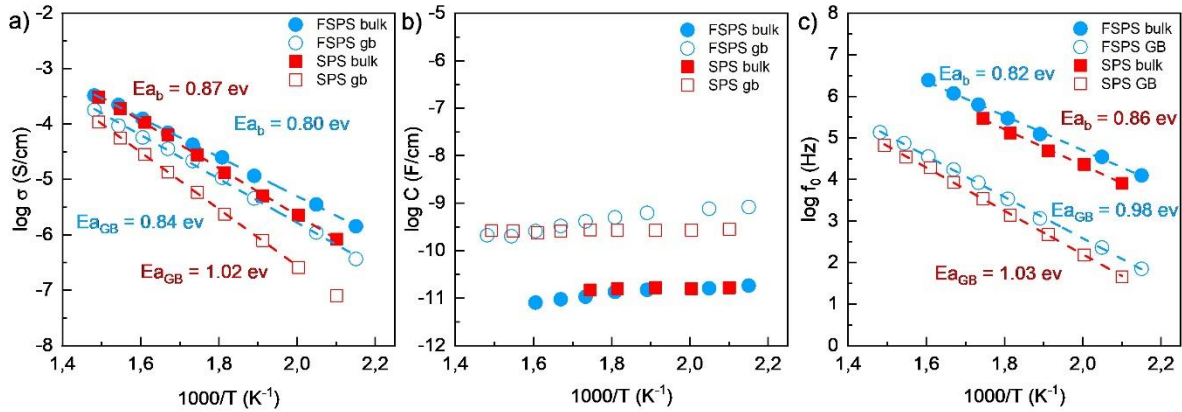 a)
FSPS bulk
FSPS gb
SPS bulk
SPS gb
Ea_b = 0.87 ev
Ea_b = 0.80 ev
Ea_GB = 0.84 ev
Ea_GB = 1.02 ev
-2
-3
-4
-5
-6
-7
-8
log σ (S/cm)
1,4 1,6 1,8 2,0 2,2
1000/T (K⁻¹)
b)
FSPS bulk
FSPS gb
SPS bulk
SPS gb
-5
-6
-7
-8
-9
-10
-11
-12
log C (F/cm)
1,4 1,6 1,8 2,0 2,2
1000/T (K⁻¹)
c)
FSPS bulk
FSPS GB
SPS bulk
SPS GB
Ea_b = 0.82 ev
Ea_b = 0.86 ev
Ea_GB = 0.98 ev
Ea_GB = 1.03 ev
8
7
6
5
4
3
2
1
0
log f₀ (Hz)
1,4 1,6 1,8 2,0 2,2
1000/T (K⁻¹)